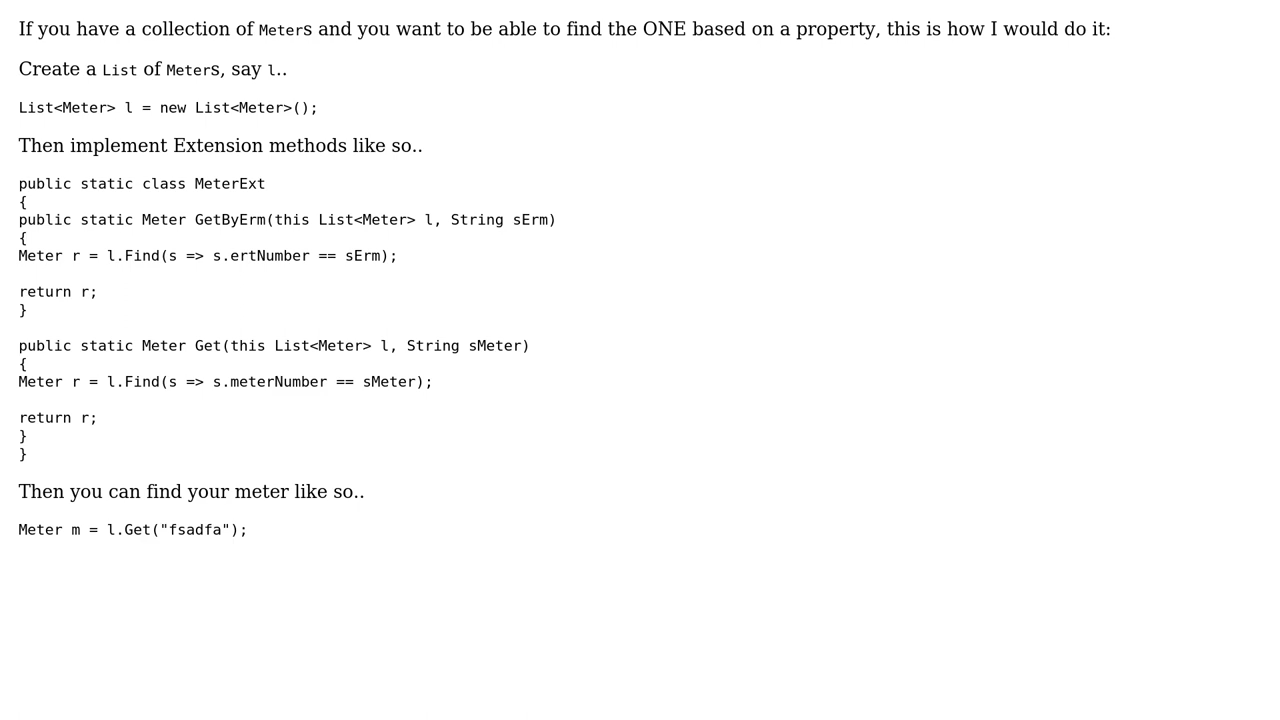 If you have a collection of Meters and you want to be able to find the ONE based on a property, this is how I would do it:
Create a List of Meters, say l..
List<Meter> l = new List<Meter>();
Then implement Extension methods like so..
public static class MeterExt
{
public static Meter GetByErm(this List<Meter> l, String sErm)
{
Meter r = l.Find(s => s.ertNumber == sErm);
return r;
}
public static Meter Get(this List<Meter> l, String sMeter)
{
Meter r = l.Find(s => s.meterNumber == sMeter);
return r;
}
}
Then you can find your meter like so..
Meter m = l.Get("fsadfa");